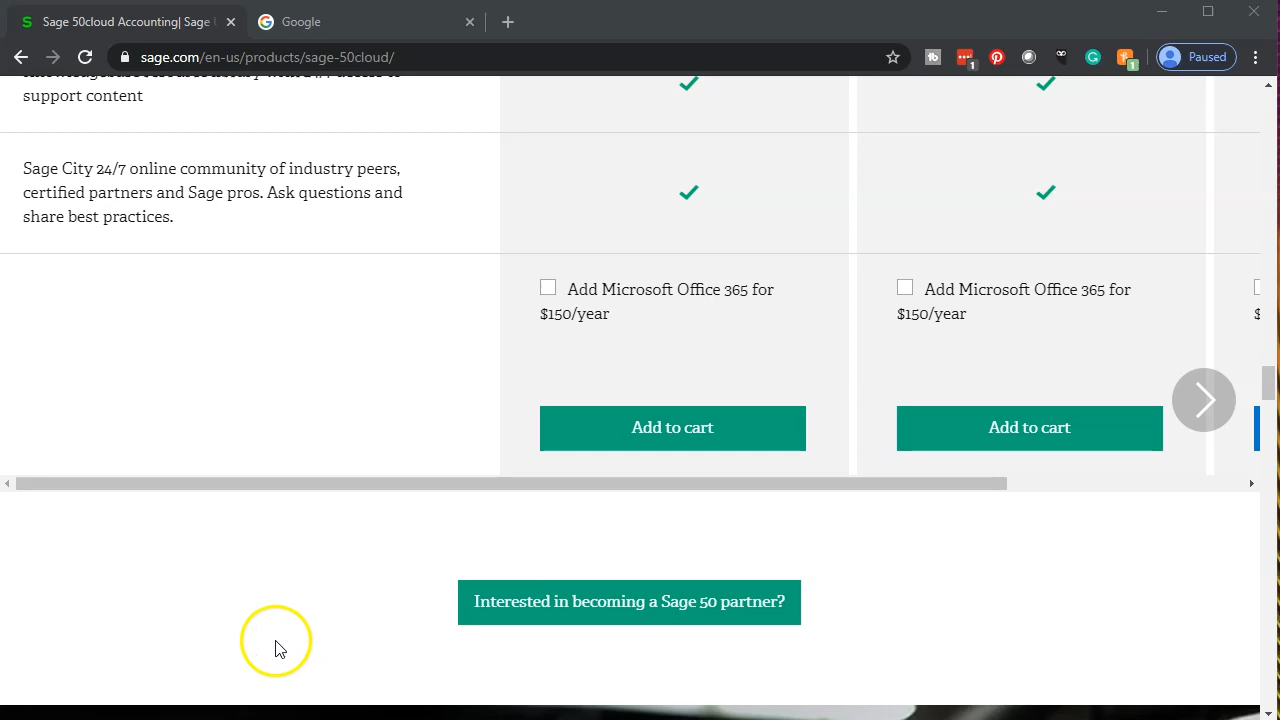 Sage 50cloud Accounting| Sage
Google
sage.com/en-us/products/sage-50cloud/
1
1
Paused
support content
Sage City 24/7 online community of industry peers,
certified partners and Sage pros. Ask questions and
share best practices.
Add Microsoft Office 365 for
$150/year
Add Microsoft Office 365 for
$150/year
$
Add to cart
Add to cart
Interested in becoming a Sage 50 partner?